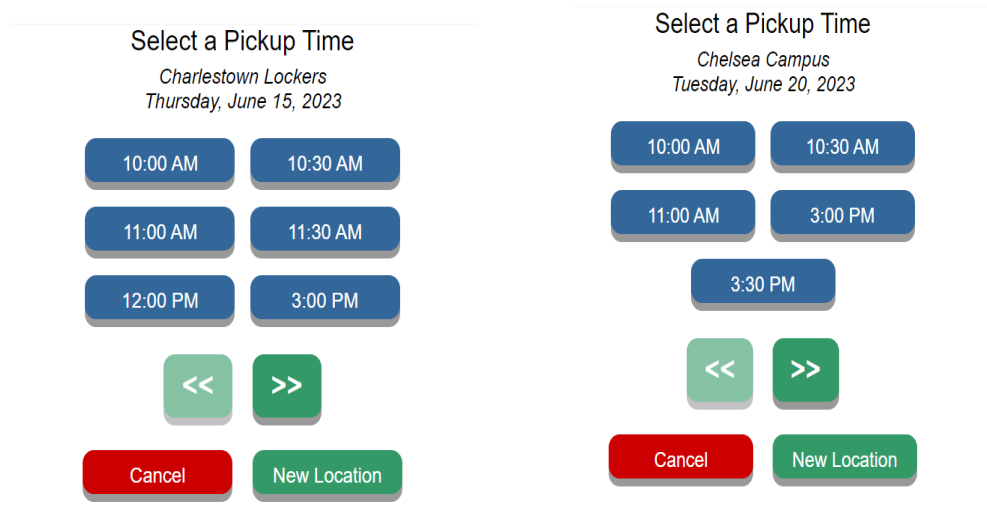 Select a Pickup Time
Charlestown Lockers
Thursday, June 15, 2023
10:00 AM 10:30 AM
11:00 AM 11:30 AM
12:00 PM 3:00 PM
<< >>
Cancel New Location
Select a Pickup Time
Chelsea Campus
Tuesday, June 20, 2023
10:00 AM 10:30 AM
11:00 AM 3:00 PM
3:30 PM
<< >>
Cancel New Location